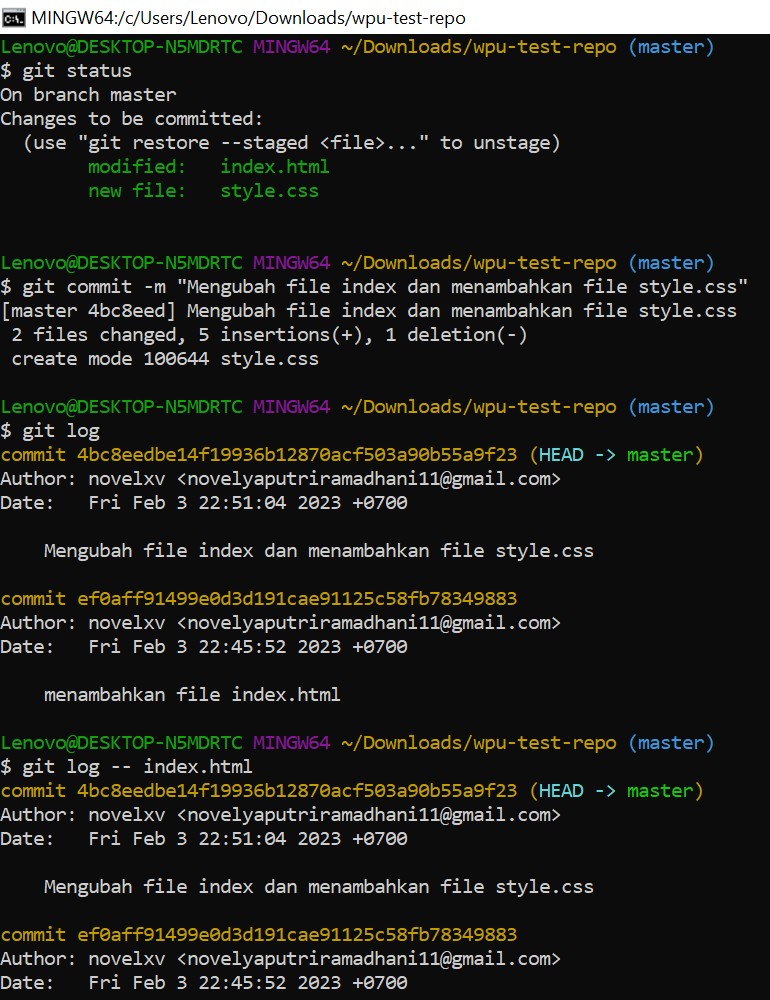 MINGW64:/c/Users/Lenovo/Downloads/wpu-test-repo
Lenovo@DESKTOP-N5MDRTC MINGW64 ~/Downloads/wpu-test-repo (master)
$ git status
On branch master
Changes to be committed:
  (use "git restore --staged <file>..." to unstage)
        modified:   index.html
        new file:   style.css
Lenovo@DESKTOP-N5MDRTC MINGW64 ~/Downloads/wpu-test-repo (master)
$ git commit -m "Mengubah file index dan menambahkan file style.css"
[master 4bc8eed] Mengubah file index dan menambahkan file style.css
 2 files changed, 5 insertions(+), 1 deletion(-)
 create mode 100644 style.css
Lenovo@DESKTOP-N5MDRTC MINGW64 ~/Downloads/wpu-test-repo (master)
$ git log
commit 4bc8eedbe14f19936b12870acf503a90b55a9f23 (HEAD -> master)
Author: novelxv <novelyaputriramadhani11@gmail.com>
Date:   Fri Feb 3 22:51:04 2023 +0700
    Mengubah file index dan menambahkan file style.css
commit ef0aff91499e0d3d191cae91125c58fb78349883
Author: novelxv <novelyaputriramadhani11@gmail.com>
Date:   Fri Feb 3 22:45:52 2023 +0700
    menambahkan file index.html
Lenovo@DESKTOP-N5MDRTC MINGW64 ~/Downloads/wpu-test-repo (master)
$ git log -- index.html
commit 4bc8eedbe14f19936b12870acf503a90b55a9f23 (HEAD -> master)
Author: novelxv <novelyaputriramadhani11@gmail.com>
Date:   Fri Feb 3 22:51:04 2023 +0700
    Mengubah file index dan menambahkan file style.css
commit ef0aff91499e0d3d191cae91125c58fb78349883
Author: novelxv <novelyaputriramadhani11@gmail.com>
Date:   Fri Feb 3 22:45:52 2023 +0700